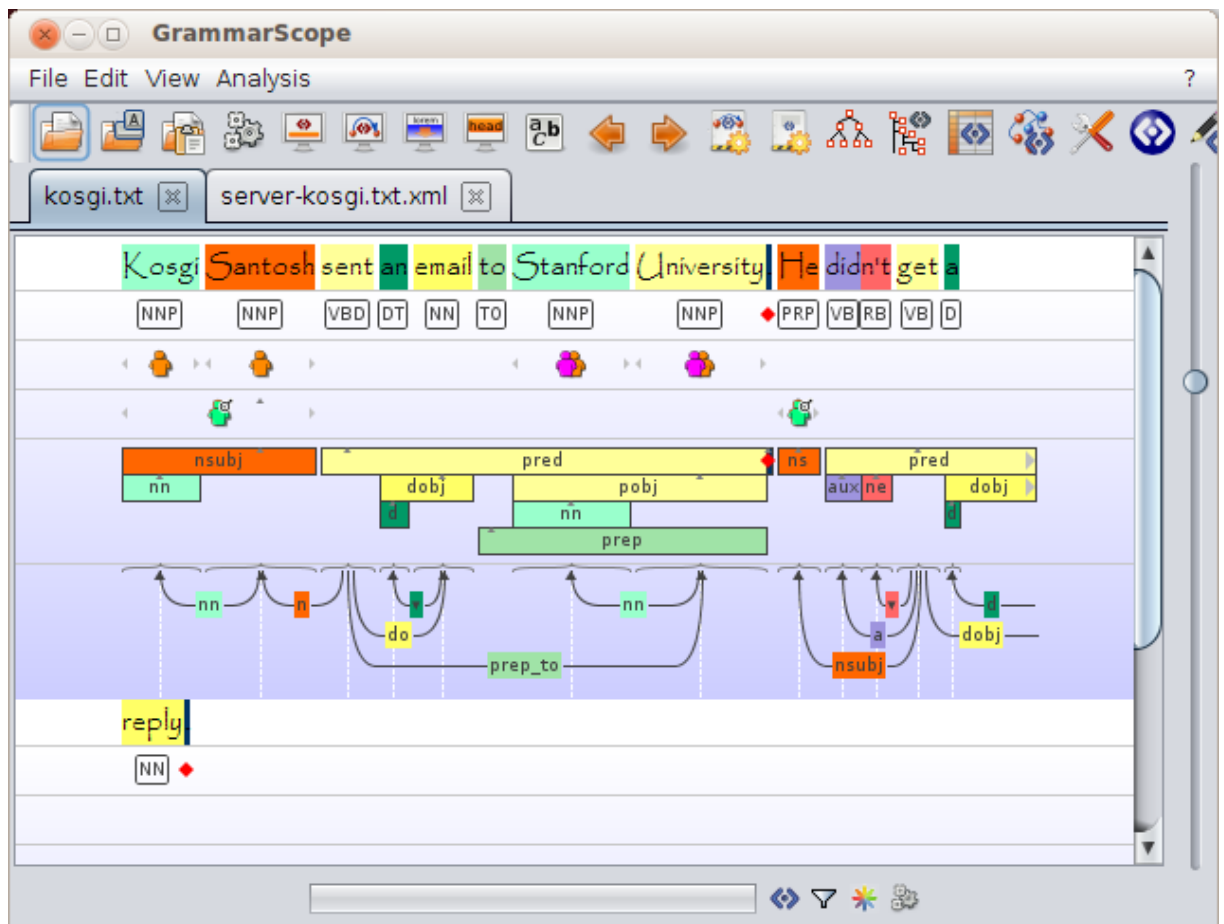 GrammarScope
File Edit View Analysis ?
A lorem head a b c
kosgi.txt server-kosgi.txt.xml
Kosgi Santosh sent an email to Stanford University. He didn't get a
NNP NNP VBD DT NN TO NNP NNP PRP VB RB VB D
nsubj pred ns pred
nn dobj pobj aux ne dobj
d nn d
prep
nn n nn d
do a dobj
prep_to nsubj
reply.
NN